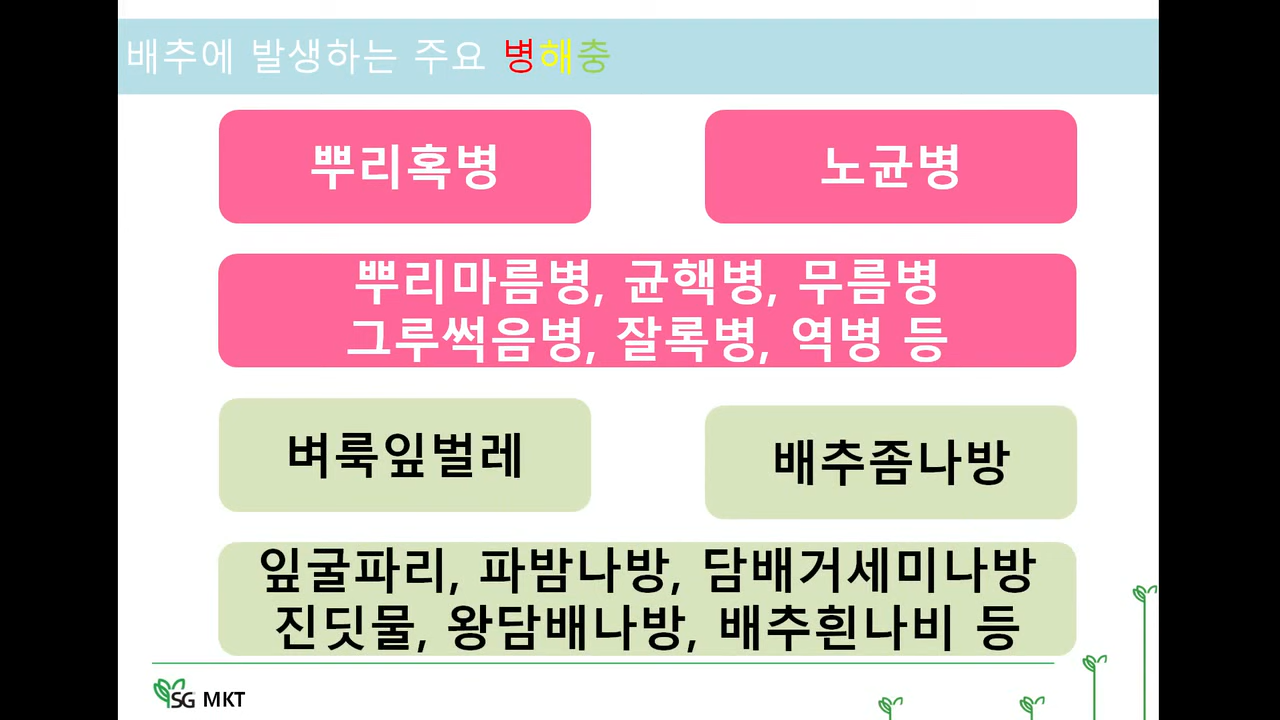 배추에 발생하는 주요 병해충
뿌리혹병
노균병
뿌리마름병, 균핵병, 무름병
그루썩음병, 잘록병, 역병 등
벼룩잎벌레
배추좀나방
잎굴파리, 파밤나방, 담배거세미나방
진딧물, 왕담배나방, 배추흰나비 등
SG MKT